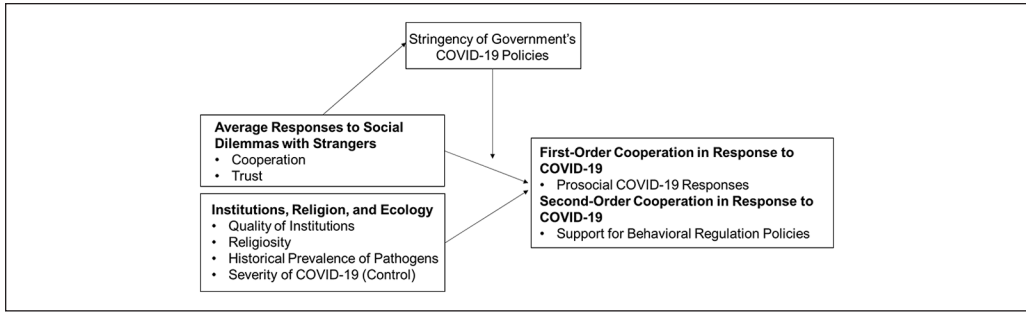 Stringency of Government's
COVID-19 Policies
Average Responses to Social
Dilemmas with Strangers
• Cooperation
• Trust
Institutions, Religion, and Ecology
• Quality of Institutions
• Religiosity
• Historical Prevalence of Pathogens
• Severity of COVID-19 (Control)
First-Order Cooperation in Response to
COVID-19
• Prosocial COVID-19 Responses
Second-Order Cooperation in Response to
COVID-19
• Support for Behavioral Regulation Policies